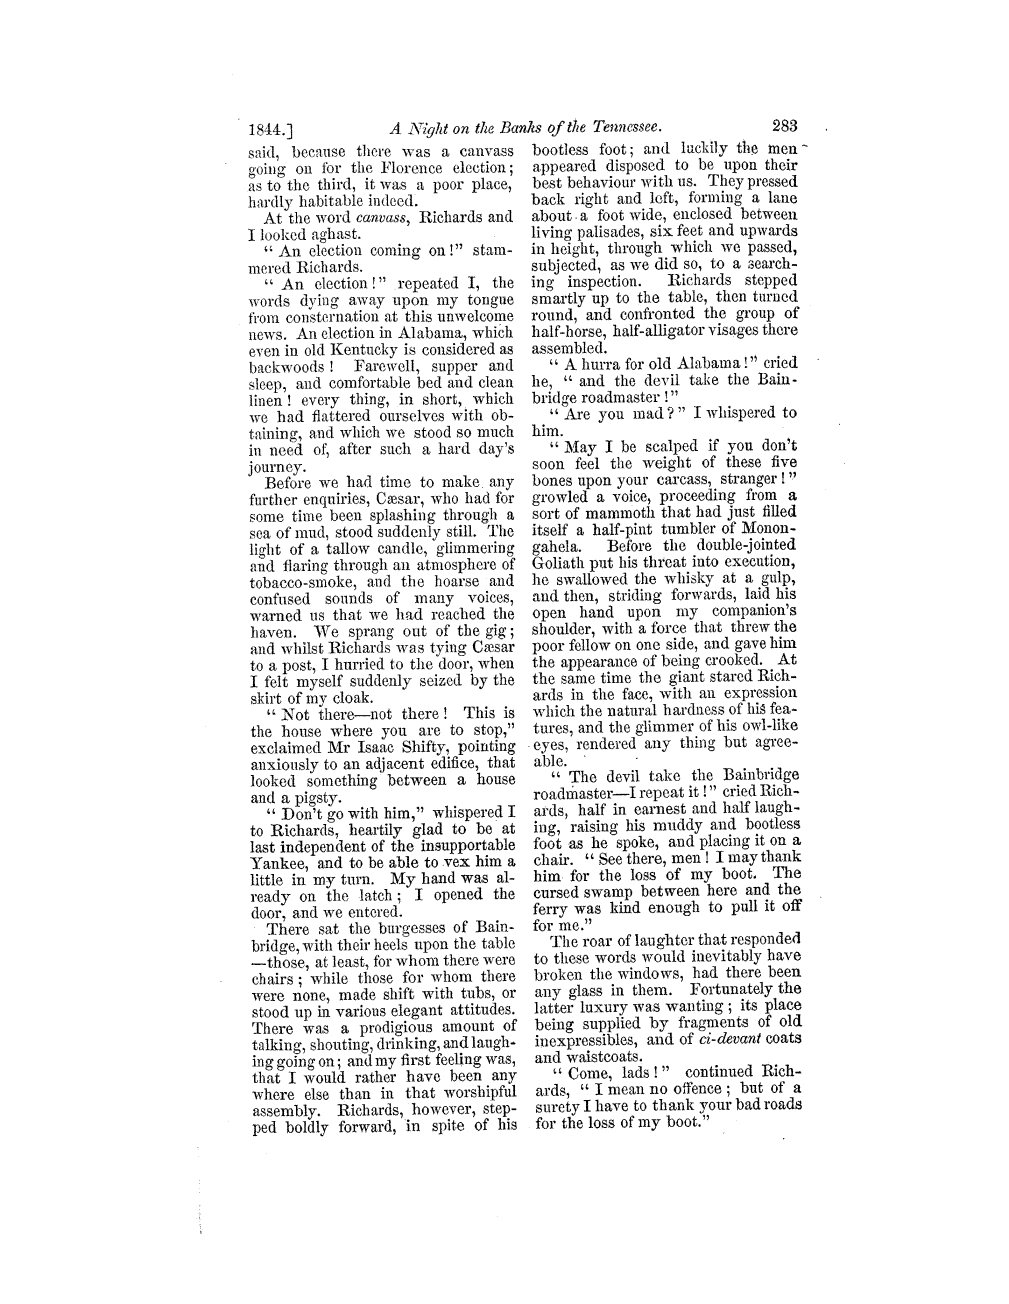 1844.] A Night on the Banks of the Tennessee. 283
said, because there was a canvass
going on for the Florence election;
as to the third, it was a poor place,
hardly habitable indeed.
At the word canvass, Richards and
I looked aghast.
“ An election coming on!” stam-
mered Richards.
“ An election!” repeated I, the
words dying away upon my tongue
from consternation at this unwelcome
news. An election in Alabama, which
even in old Kentucky is considered as
backwoods! Farewell, supper and
sleep, and comfortable bed and clean
linen! every thing, in short, which
we had flattered ourselves with ob-
taining, and which we stood so much
in need of, after such a hard day's
journey.
Before we had time to make any
further enquiries, Cæsar, who had for
some time been splashing through a
sea of mud, stood suddenly still. The
light of a tallow candle, glimmering
and flaring through an atmosphere of
tobacco-smoke, and the hoarse and
confused sounds of many voices,
warned us that we had reached the
haven. We sprang out of the gig;
and whilst Richards was tying Cæsar
to a post, I hurried to the door, when
I felt myself suddenly seized by the
skirt of my cloak.
“ Not there—not there! This is
the house where you are to stop,”
exclaimed Mr Isaac Shifty, pointing
anxiously to an adjacent edifice, that
looked something between a house
and a pigsty.
“ Don't go with him,” whispered I
to Richards, heartily glad to be at
last independent of the insupportable
Yankee, and to be able to vex him a
little in my turn. My hand was al-
ready on the latch; I opened the
door, and we entered.
There sat the burgesses of Bain-
bridge, with their heels upon the table
—those, at least, for whom there were
chairs; while those for whom there
were none, made shift with tubs, or
stood up in various elegant attitudes.
There was a prodigious amount of
talking, shouting, drinking, and laugh-
ing going on; and my first feeling was,
that I would rather have been any
where else than in that worshipful
assembly. Richards, however, step-
ped boldly forward, in spite of his
bootless foot; and luckily the men
appeared disposed to be upon their
best behaviour with us. They pressed
back right and left, forming a lane
about a foot wide, enclosed between
living palisades, six feet and upwards
in height, through which we passed,
subjected, as we did so, to a search-
ing inspection. Richards stepped
smartly up to the table, then turned
round, and confronted the group of
half-horse, half-alligator visages there
assembled.
“ A hurra for old Alabama!” cried
he, “ and the devil take the Bain-
bridge roadmaster!”
“ Are you mad?” I whispered to
him.
“ May I be scalped if you don't
soon feel the weight of these five
bones upon your carcass, stranger!”
growled a voice, proceeding from a
sort of mammoth that had just filled
itself a half-pint tumbler of Monon-
gahela. Before the double-jointed
Goliath put his threat into execution,
he swallowed the whisky at a gulp,
and then, striding forwards, laid his
open hand upon my companion's
shoulder, with a force that threw the
poor fellow on one side, and gave him
the appearance of being crooked. At
the same time the giant stared Rich-
ards in the face, with an expression
which the natural hardness of his fea-
tures, and the glimmer of his owl-like
eyes, rendered any thing but agree-
able.
“ The devil take the Bainbridge
roadmaster—I repeat it!” cried Rich-
ards, half in earnest and half laugh-
ing, raising his muddy and bootless
foot as he spoke, and placing it on a
chair. “ See there, men! I may thank
him for the loss of my boot. The
cursed swamp between here and the
ferry was kind enough to pull it off
for me.”
The roar of laughter that responded
to these words would inevitably have
broken the windows, had there been
any glass in them. Fortunately the
latter luxury was wanting; its place
being supplied by fragments of old
inexpressibles, and of ci-devant coats
and waistcoats.
“ Come, lads!” continued Rich-
ards, “ I mean no offence; but of a
surety I have to thank your bad roads
for the loss of my boot.”